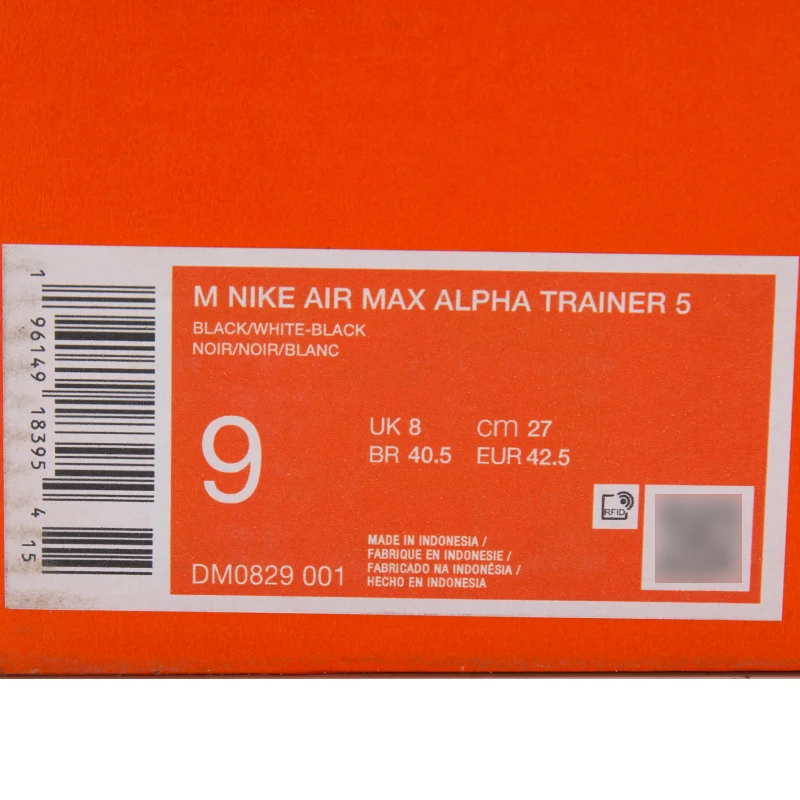 M NIKE AIR MAX ALPHA TRAINER 5
BLACK/WHITE-BLACK
NOIR/NOIR/BLANC
9
UK 8 cm 27
BR 40.5 EUR 42.5
RFID
DM0829 001
MADE IN INDONESIA /
FABRIQUE EN INDONESIE /
FABRICADO NA INDONÉSIA /
HECHO EN INDONESIA
1 96149 18395 4
15